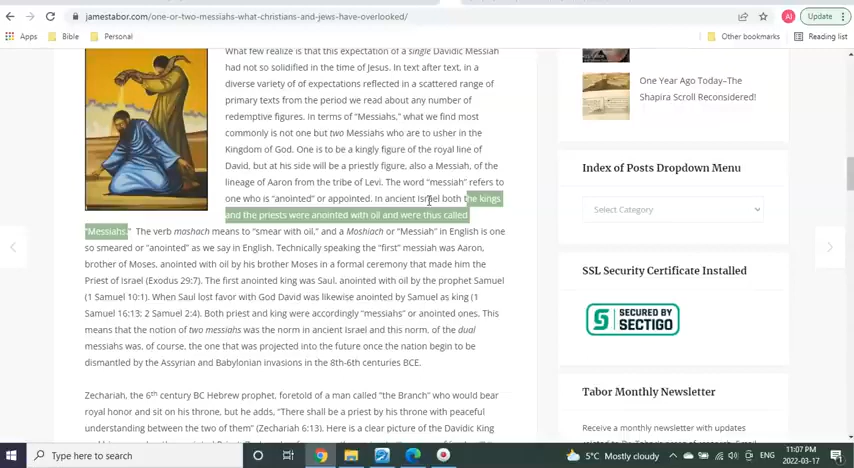 jamestabor.com/one-or-two-messiahs-what-christians-and-jews-have-overlooked/
AI
Update
Apps
Bible
Personal
Other bookmarks
Reading list
What few realize is that this expectation of a single Davidic Messiah
had not so solidified in the time of Jesus. In text after text, in a
diverse variety of of expectations reflected in a scattered range of
primary texts from the period we read about any number of
redemptive figures. In terms of “Messiahs,” what we find most
commonly is not one but two Messiahs who are to usher in the
Kingdom of God. One is to be a kingly figure of the royal line of
David, but at his side will be a priestly figure, also a Messiah, of the
lineage of Aaron from the tribe of Levi. The word “messiah” refers to
one who is “anointed” or appointed. In ancient Israel both the kings
and the priests were anointed with oil and were thus called
“Messiahs.” The verb mashach means to “smear with oil,” and a Moshiach or “Messiah” in English is one
so smeared or “anointed” as we say in English. Technically speaking the “first” messiah was Aaron,
brother of Moses, anointed with oil by his brother Moses in a formal ceremony that made him the
Priest of Israel (Exodus 29:7). The first anointed king was Saul, anointed with oil by the prophet Samuel
(1 Samuel 10:1). When Saul lost favor with God David was likewise anointed by Samuel as king (1
Samuel 16:13; 2 Samuel 2:4). Both priest and king were accordingly “messiahs” or anointed ones. This
means that the notion of two messiahs was the norm in ancient Israel and this norm, of the dual
messiahs was, of course, the one that was projected into the future once the nation begin to be
dismantled by the Assyrian and Babylonian invasions in the 8th-6th centuries BCE.
Zechariah, the 6th century BC Hebrew prophet, foretold of a man called “the Branch” who would bear
royal honor and sit on his throne, but he adds, “There shall be a priest by his throne with peaceful
understanding between the two of them” (Zechariah 6:13). Here is a clear picture of the Davidic King
One Year Ago Today–The
Shapira Scroll Reconsidered!
Index of Posts Dropdown Menu
Select Category
SSL Security Certificate Installed
SECURED BY
SECTIGO
Tabor Monthly Newsletter
Receive a monthly newsletter with updates
Type here to search
5°C Mostly cloudy
ENG
11:07 PM
2022-03-17